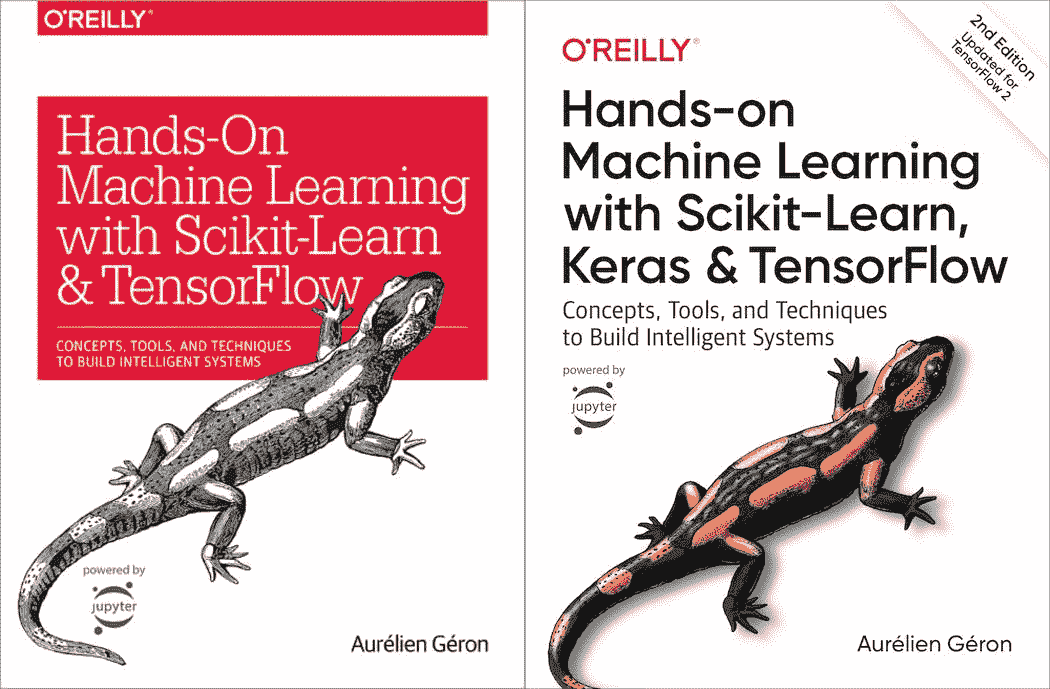 O'REILLY®
Hands-On
Machine Learning
with Scikit-Learn
& TensorFlow
CONCEPTS, TOOLS, AND TECHNIQUES
TO BUILD INTELLIGENT SYSTEMS
powered by
jupyter
Aurélien Géron
O'REILLY®
2nd Edition
Updated for
TensorFlow 2
Hands-on
Machine Learning
with Scikit-Learn,
Keras & TensorFlow
Concepts, Tools, and Techniques
to Build Intelligent Systems
powered by
jupyter
Aurélien Géron